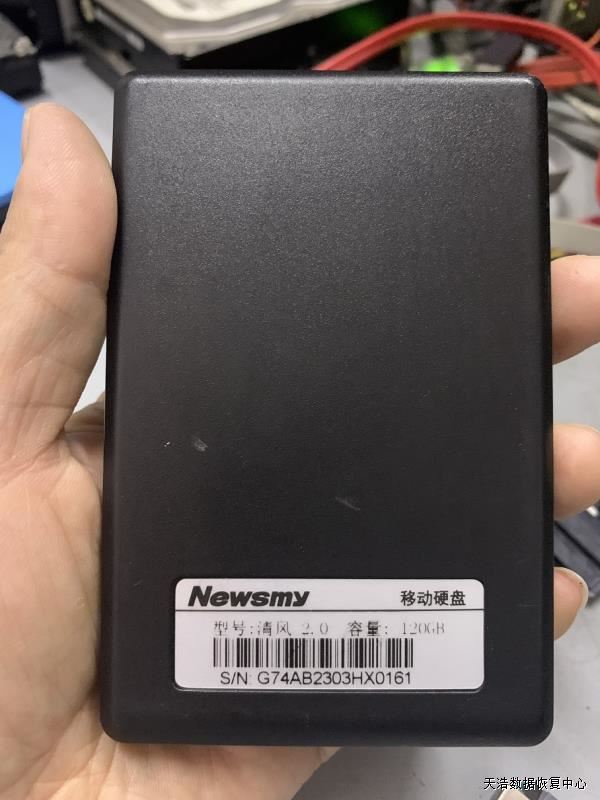 Newsmy 移动硬盘
型号:清风 2.0 容量: 120GB
S/N: G74AB2303HX0161
天浩数据恢复中心